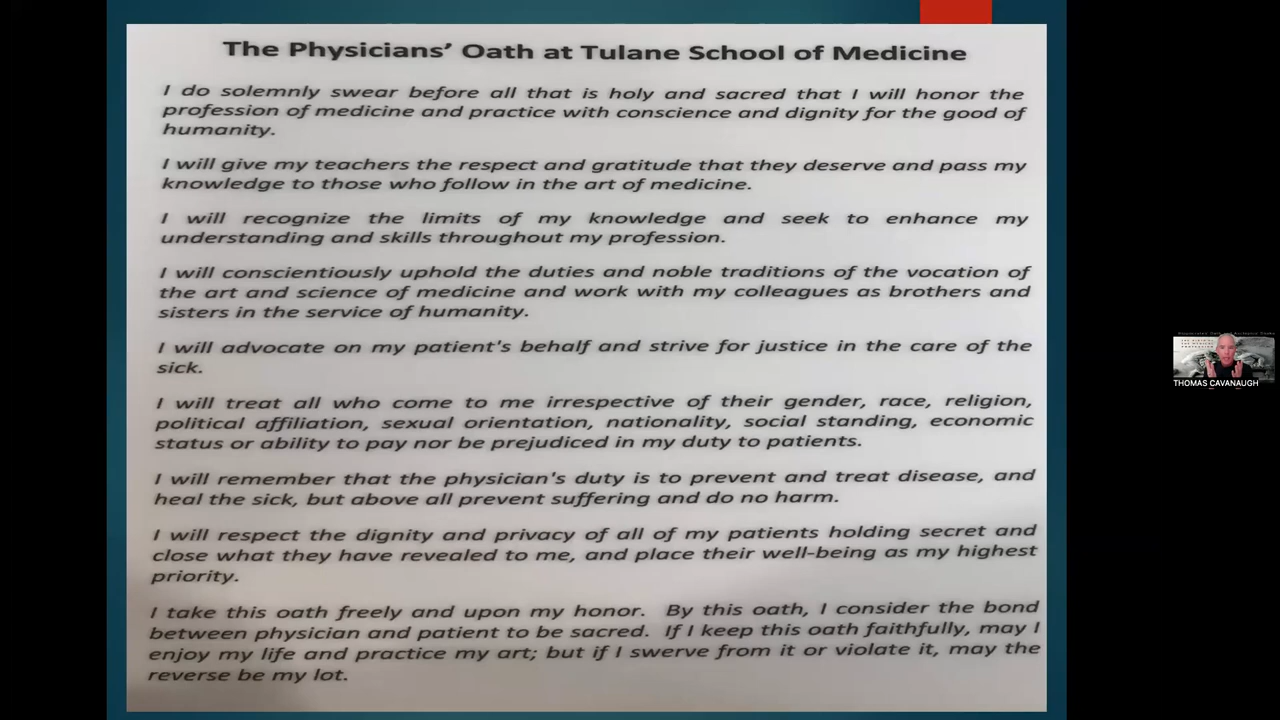 The Physicians’ Oath at Tulane School of Medicine
I do solemnly swear before all that is holy and sacred that I will honor the
profession of medicine and practice with conscience and dignity for the good of
humanity.
I will give my teachers the respect and gratitude that they deserve and pass my
knowledge to those who follow in the art of medicine.
I will recognize the limits of my knowledge and seek to enhance my
understanding and skills throughout my profession.
I will conscientiously uphold the duties and noble traditions of the vocation of
the art and science of medicine and work with my colleagues as brothers and
sisters in the service of humanity.
I will advocate on my patient's behalf and strive for justice in the care of the
sick.
I will treat all who come to me irrespective of their gender, race, religion,
political affiliation, sexual orientation, nationality, social standing, economic
status or ability to pay nor be prejudiced in my duty to patients.
I will remember that the physician's duty is to prevent and treat disease, and
heal the sick, but above all prevent suffering and do no harm.
I will respect the dignity and privacy of all of my patients holding secret and
close what they have revealed to me, and place their well-being as my highest
priority.
I take this oath freely and upon my honor. By this oath, I consider the bond
between physician and patient to be sacred. If I keep this oath faithfully, may I
enjoy my life and practice my art; but if I swerve from it or violate it, may the
reverse be my lot.
THOMAS CAVANAUGH